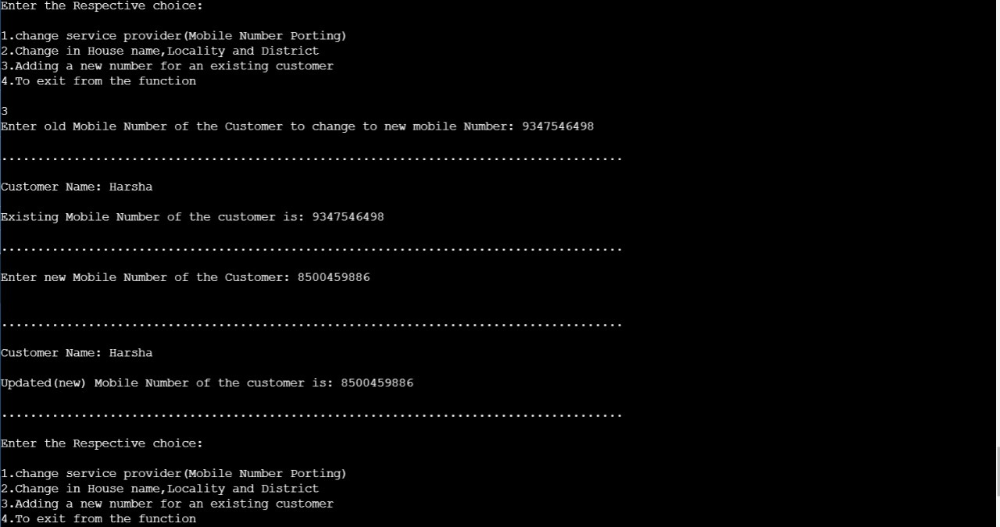 Enter the Respective choice:
1.change service provider(Mobile Number Porting)
2.Change in House name,Locality and District
3.Adding a new number for an existing customer
4.To exit from the function
3
Enter old Mobile Number of the Customer to change to new mobile Number: 9347546498
......................................................................................
Customer Name: Harsha
Existing Mobile Number of the customer is: 9347546498
......................................................................................
Enter new Mobile Number of the Customer: 8500459886
......................................................................................
Customer Name: Harsha
Updated(new) Mobile Number of the customer is: 8500459886
......................................................................................
Enter the Respective choice:
1.change service provider(Mobile Number Porting)
2.Change in House name,Locality and District
3.Adding a new number for an existing customer
4.To exit from the function